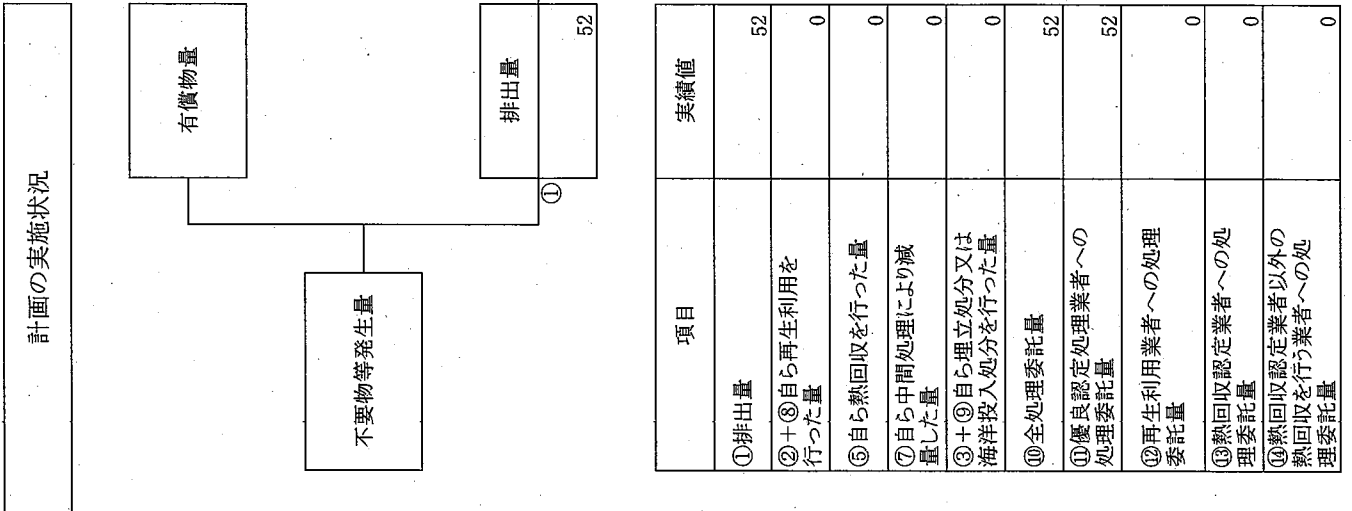 計画の実施状況
有償物量
不要物等発生量
排出量
①
52
項目
実績値
①排出量
52
②+⑧自ら再生利用を
行った量
0
⑤自ら熱回収を行った量
0
⑦自ら中間処理により減
量した量
0
③+⑨自ら埋立処分又は
海洋投入処分を行った量
0
⑩全処理委託量
52
⑪優良認定処理業者への
処理委託量
52
⑫再生利用業者への処理
委託量
0
⑬熱回収認定業者への処
理委託量
0
⑭熱回収認定業者以外の
熱回収を行う業者への処
理委託量
0